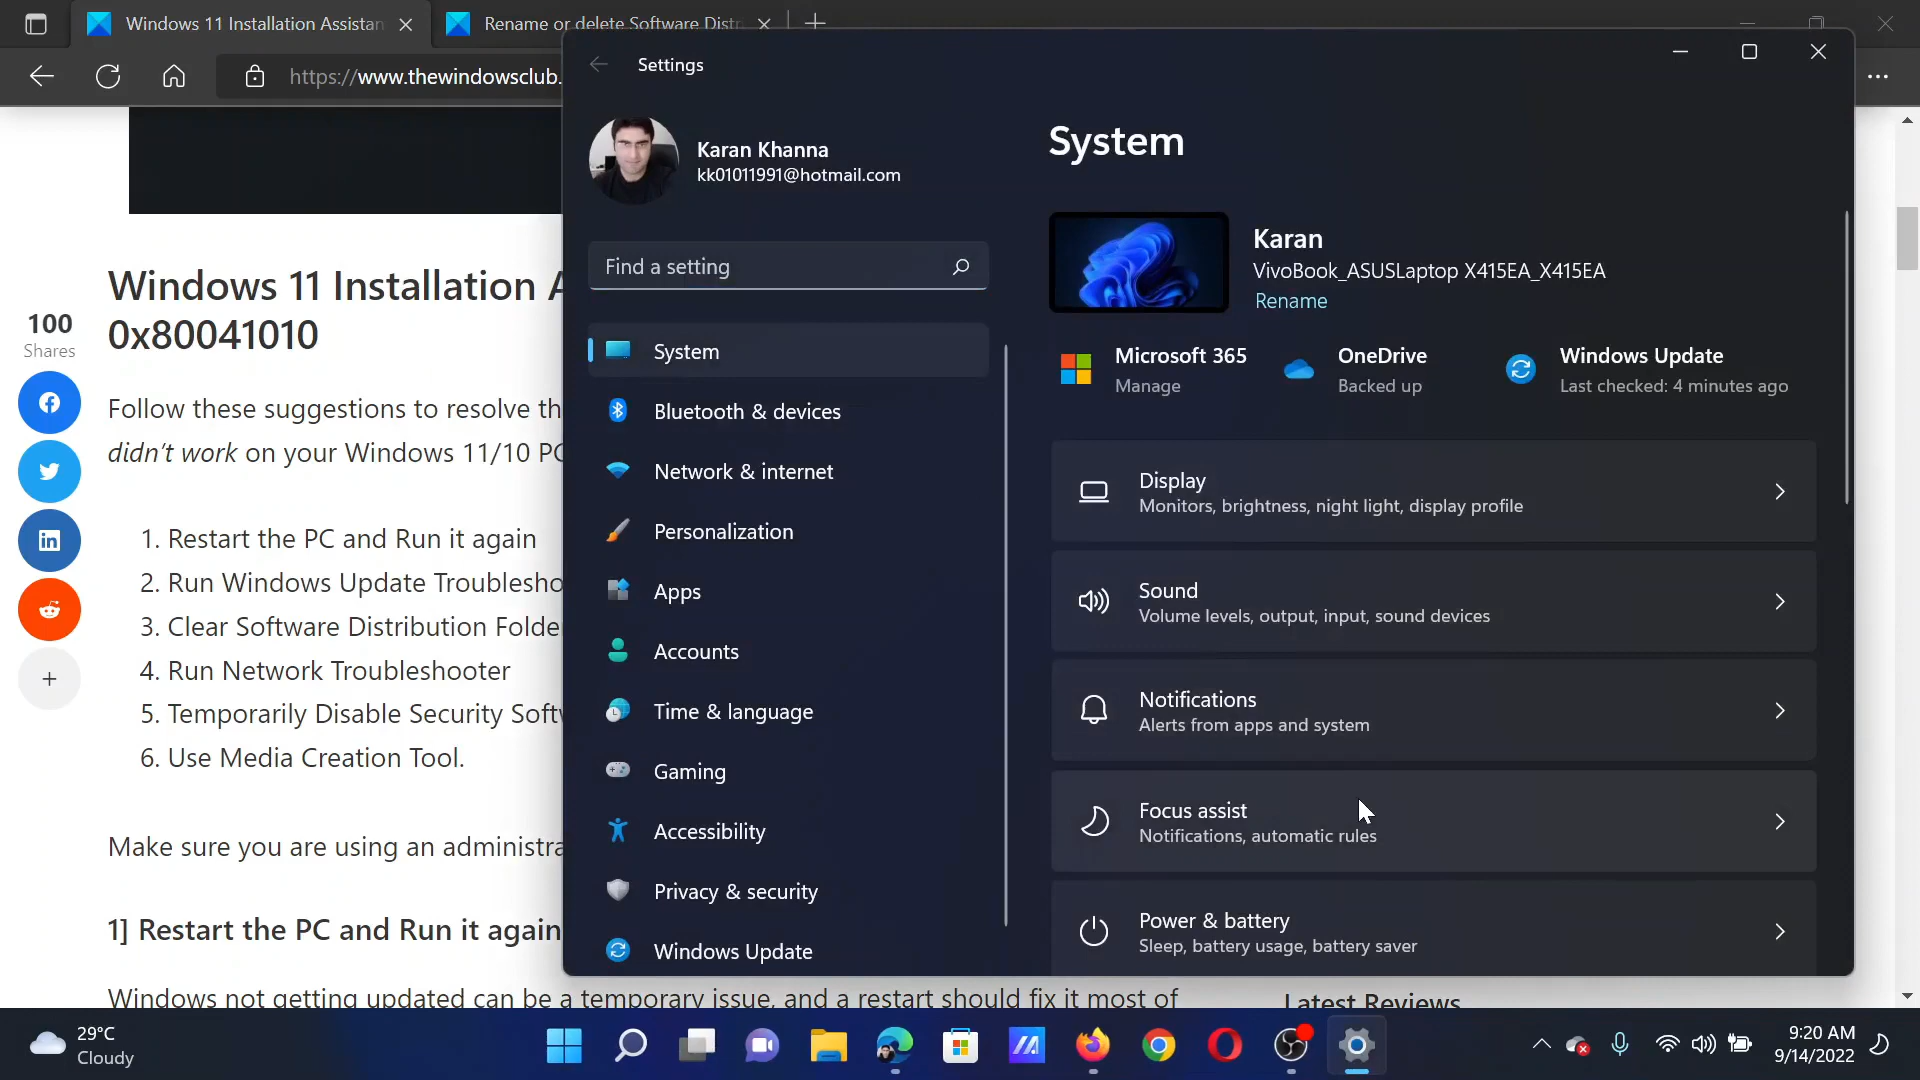 Windows 11 Installation Assistan
Rename or delete Software Distr
https://www.thewindowsclub.
Settings
Karan Khanna
kk01011991@hotmail.com
Find a setting
System
Bluetooth & devices
Network & internet
Personalization
Apps
Accounts
Time & language
Gaming
Accessibility
Privacy & security
Windows Update
System
Karan
VivoBook_ASUSLaptop X415EA_X415EA
Rename
Microsoft 365
Manage
OneDrive
Backed up
Windows Update
Last checked: 4 minutes ago
Display
Monitors, brightness, night light, display profile
Sound
Volume levels, output, input, sound devices
Notifications
Alerts from apps and system
Focus assist
Notifications, automatic rules
Power & battery
Sleep, battery usage, battery saver
100
Shares
Windows 11 Installation A
0x80041010
Follow these suggestions to resolve th
didn't work on your Windows 11/10 PC
1. Restart the PC and Run it again
2. Run Windows Update Troublesho
3. Clear Software Distribution Folde
4. Run Network Troubleshooter
5. Temporarily Disable Security Softw
6. Use Media Creation Tool.
Make sure you are using an administra
1] Restart the PC and Run it again
Windows not getting updated can be a temporary issue, and a restart should fix it most of
Latest Reviews
29°C
Cloudy
9:20 AM
9/14/2022